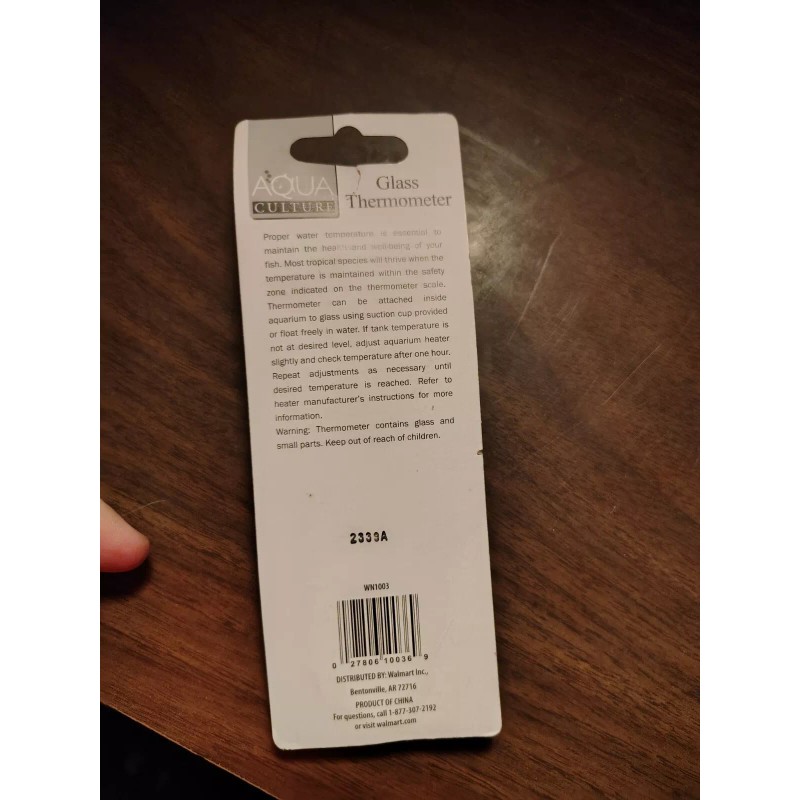 AQUA
CULTURE
Glass
Thermometer
Proper water temperature is essential to
maintain the health and well-being of your
fish. Most tropical species will thrive when the
temperature is maintained within the safety
zone indicated on the thermometer scale.
Thermometer can be attached inside
aquarium to glass using suction cup provided
or float freely in water. If tank temperature is
not at desired level, adjust aquarium heater
slightly and check temperature after one hour.
Repeat adjustments as necessary until
desired temperature is reached. Refer to
heater manufacturer's instructions for more
information.
Warning: Thermometer contains glass and
small parts. Keep out of reach of children.
2339A
WN1003
0 27806 10036 9
DISTRIBUTED BY: Walmart Inc.,
Bentonville, AR 72716
PRODUCT OF CHINA
For questions, call 1-877-307-2192
or visit walmart.com